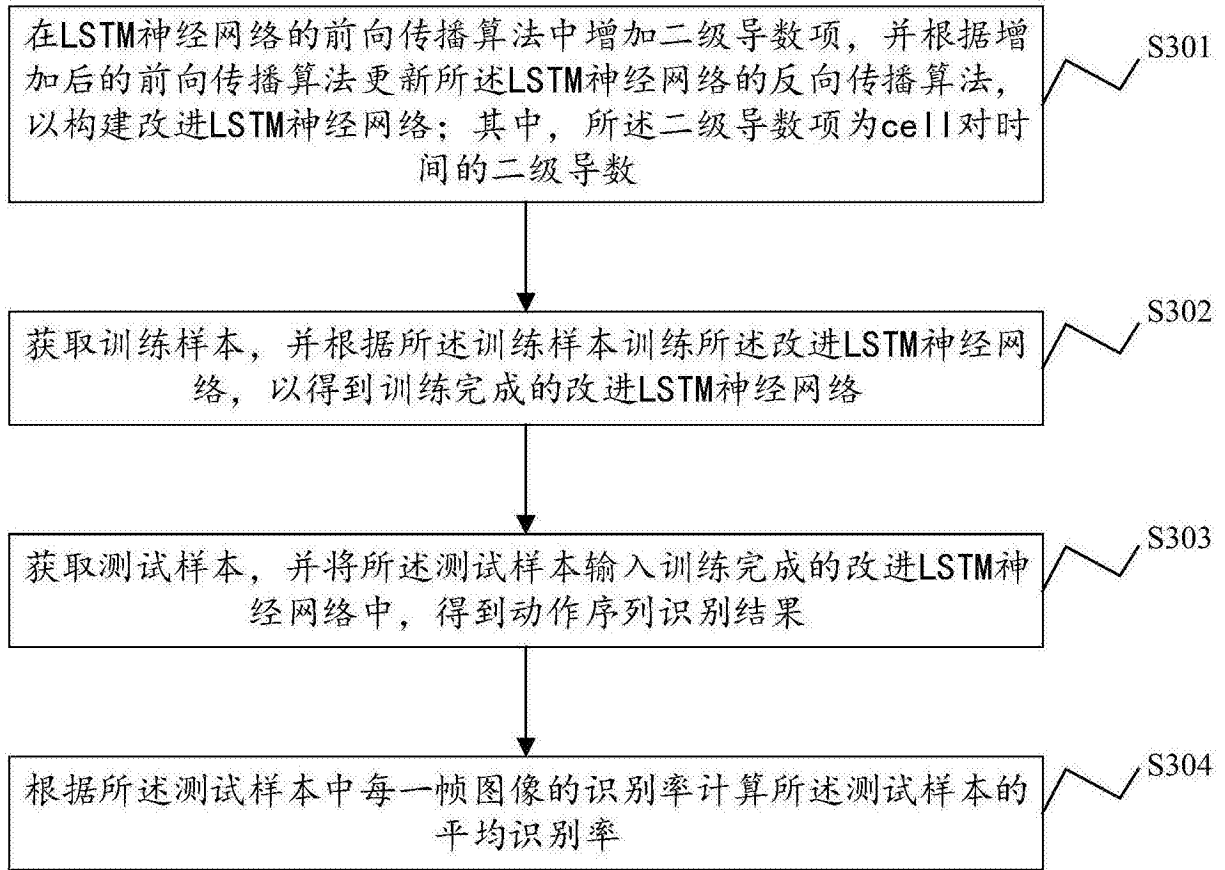 在LSTM神经网络的前向传播算法中增加二级导数项，并根据增
加后的前向传播算法更新所述LSTM神经网络的反向传播算法，
以构建改进LSTM神经网络；其中，所述二级导数项为cell对时
间的二级导数
S301
获取训练样本，并根据所述训练样本训练所述改进LSTM神经网
络，以得到训练完成的改进LSTM神经网络
S302
获取测试样本，并将所述测试样本输入训练完成的改进LSTM神
经网络中，得到动作序列识别结果
S303
根据所述测试样本中每一帧图像的识别率计算所述测试样本的
平均识别率
S304